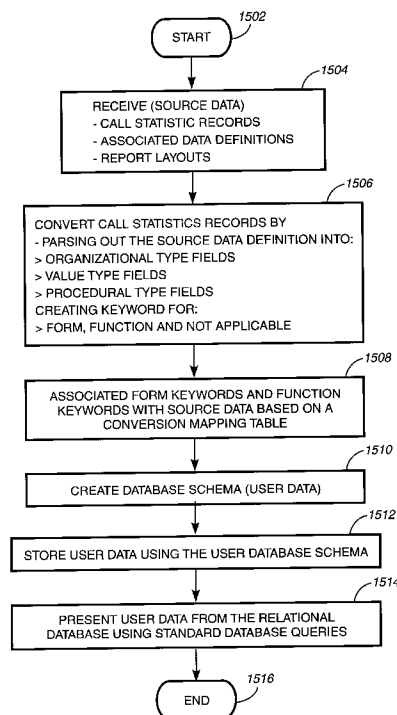 1502
START
1504
RECEIVE (SOURCE DATA)
- CALL STATISTIC RECORDS
- ASSOCIATED DATA DEFINITIONS
- REPORT LAYOUTS
1506
CONVERT CALL STATISTICS RECORDS BY
- PARSING OUT THE SOURCE DATA DEFINITION INTO:
> ORGANIZATIONAL TYPE FIELDS
> VALUE TYPE FIELDS
> PROCEDURAL TYPE FIELDS
CREATING KEYWORD FOR:
> FORM, FUNCTION AND NOT APPLICABLE
1508
ASSOCIATED FORM KEYWORDS AND FUNCTION
KEYWORDS WITH SOURCE DATA BASED ON A
CONVERSION MAPPING TABLE
1510
CREATE DATABASE SCHEMA (USER DATA)
1512
STORE USER DATA USING THE USER DATABASE SCHEMA
1514
PRESENT USER DATA FROM THE RELATIONAL
DATABASE USING STANDARD DATABASE QUERIES
1516
END